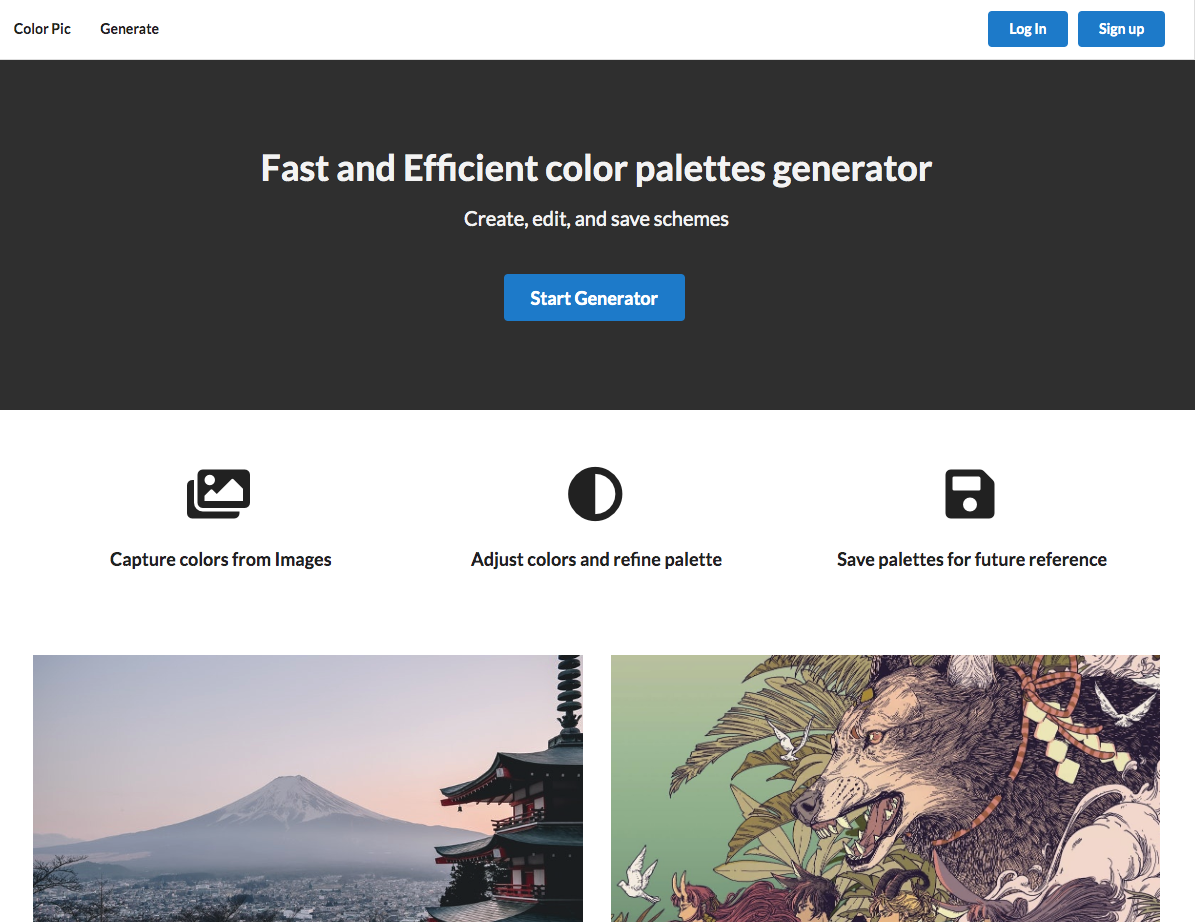 Color Pic Generate Log In Sign up
Fast and Efficient color palettes generator
Create, edit, and save schemes
Start Generator
Capture colors from Images Adjust colors and refine palette Save palettes for future reference